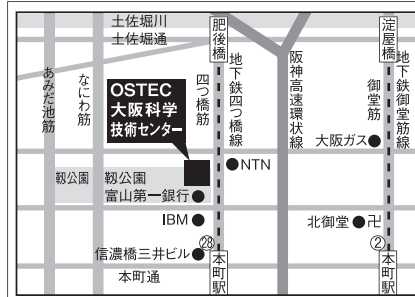 土佐堀川
土佐堀通
肥後橋
淀屋橋
あみだ池筋
なにわ筋
OSTEC
大阪科学
技術センター
四つ橋筋
地下鉄四つ橋線
阪神高速環状線
御堂筋
地下鉄御堂筋線
大阪ガス
NTN
靱公園
靱公園
富山第一銀行
IBM
北御堂
卍
信濃橋三井ビル
㉘
②
本町通
本町駅
本町駅